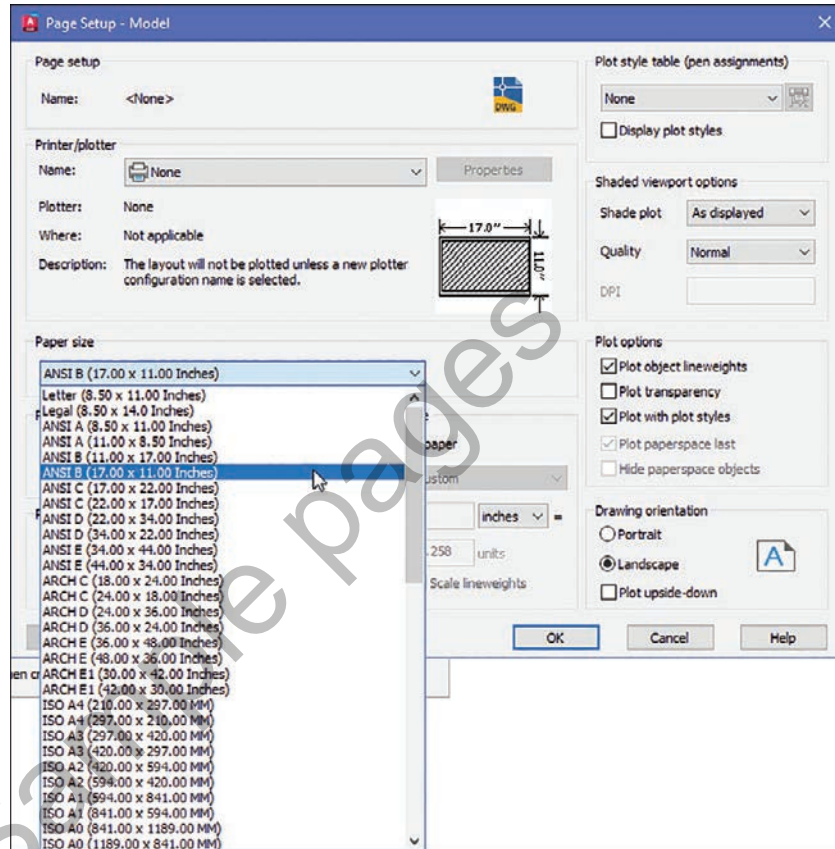 Page Setup - Model
Page setup
Name: <None>
DWG
Printer/plotter
Name: None
Properties
Plotter: None
Where: Not applicable
Description: The layout will not be plotted unless a new plotter
configuration name is selected.
17.0"
11.0"
Paper size
ANSI B (17.00 x 11.00 Inches)
Letter (8.50 x 11.00 Inches)
Legal (8.50 x 14.0 Inches)
ANSI A (8.50 x 11.00 Inches)
ANSI A (11.00 x 8.50 Inches)
ANSI B (11.00 x 17.00 Inches)
ANSI B (17.00 x 11.00 Inches)
ANSI C (17.00 x 22.00 Inches)
ANSI C (22.00 x 17.00 Inches)
ANSI D (22.00 x 34.00 Inches)
ANSI D (34.00 x 22.00 Inches)
ANSI E (34.00 x 44.00 Inches)
ANSI E (44.00 x 34.00 Inches)
ARCH C (18.00 x 24.00 Inches)
ARCH C (24.00 x 18.00 Inches)
ARCH D (24.00 x 36.00 Inches)
ARCH D (36.00 x 24.00 Inches)
ARCH E (36.00 x 48.00 Inches)
ARCH E (48.00 x 36.00 Inches)
ARCH E1 (30.00 x 42.00 Inches)
ARCH E1 (42.00 x 30.00 Inches)
ISO A4 (210.00 x 297.00 MM)
ISO A4 (297.00 x 210.00 MM)
ISO A3 (297.00 x 420.00 MM)
ISO A3 (420.00 x 297.00 MM)
ISO A2 (420.00 x 594.00 MM)
ISO A2 (594.00 x 420.00 MM)
ISO A1 (594.00 x 841.00 MM)
ISO A1 (841.00 x 594.00 MM)
ISO A0 (841.00 x 1189.00 MM)
ISO A0 (1189.00 x 841.00 MM)
paper
ustom
inches =
.258 units
Scale lineweights
Plot style table (pen assignments)
None
Display plot styles
Shaded viewport options
Shade plot As displayed
Quality Normal
DPI
Plot options
Plot object lineweights
Plot transparency
Plot with plot styles
Plot paperspace last
Hide paperspace objects
Drawing orientation
Portrait
Landscape
A
Plot upside-down
OK
Cancel
Help
en cr
Sample pages